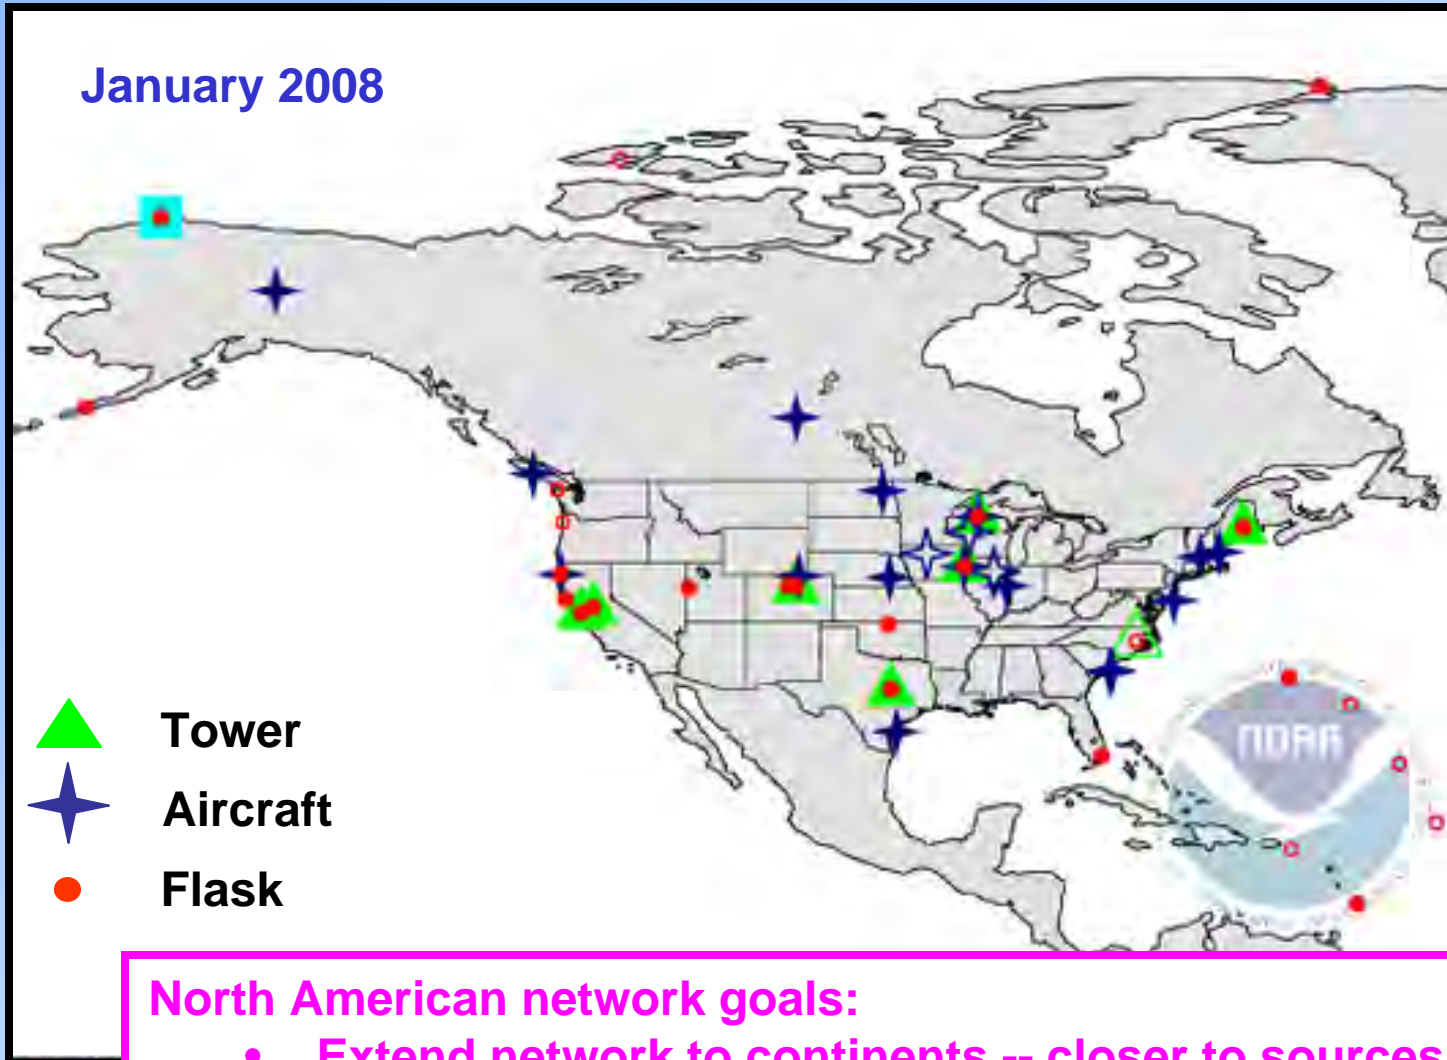 January 2008
NOAA
Tower
Aircraft
Flask
North American network goals:
• Extend network to continents -- closer to sources